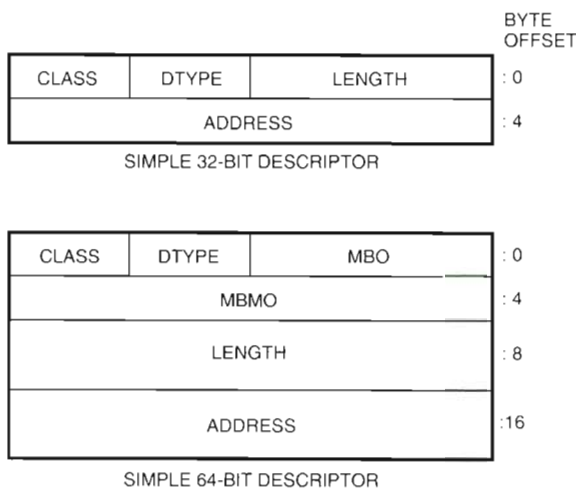 BYTE
OFFSET
CLASS DTYPE LENGTH : 0
ADDRESS : 4
SIMPLE 32-BIT DESCRIPTOR
CLASS DTYPE MBO : 0
MBMO : 4
LENGTH : 8
ADDRESS :16
SIMPLE 64-BIT DESCRIPTOR